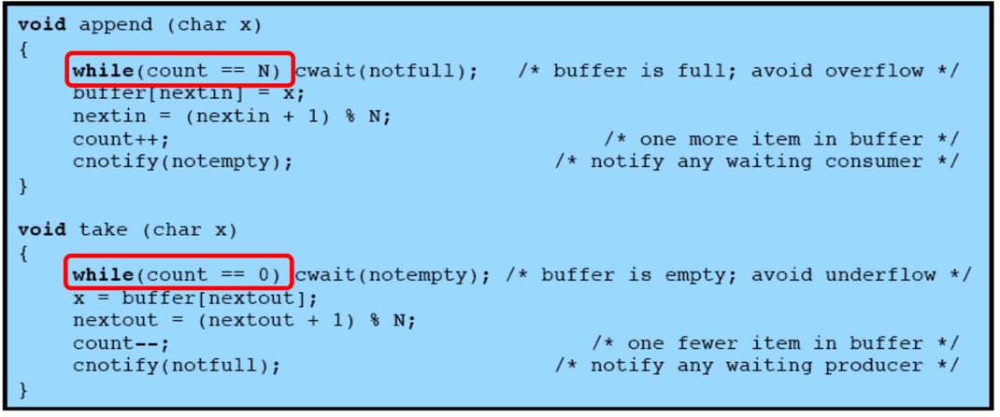 void append (char x)
{
while(count == N) cwait(notfull); /* buffer is full; avoid overflow */
buffer[nextin] = x;
nextin = (nextin + 1) % N;
count++; /* one more item in buffer */
cnotify(notempty); /* notify any waiting consumer */
}
void take (char x)
{
while(count == 0) cwait(notempty); /* buffer is empty; avoid underflow */
x = buffer[nextout];
nextout = (nextout + 1) % N;
count--; /* one fewer item in buffer */
cnotify(notfull); /* notify any waiting producer */
}